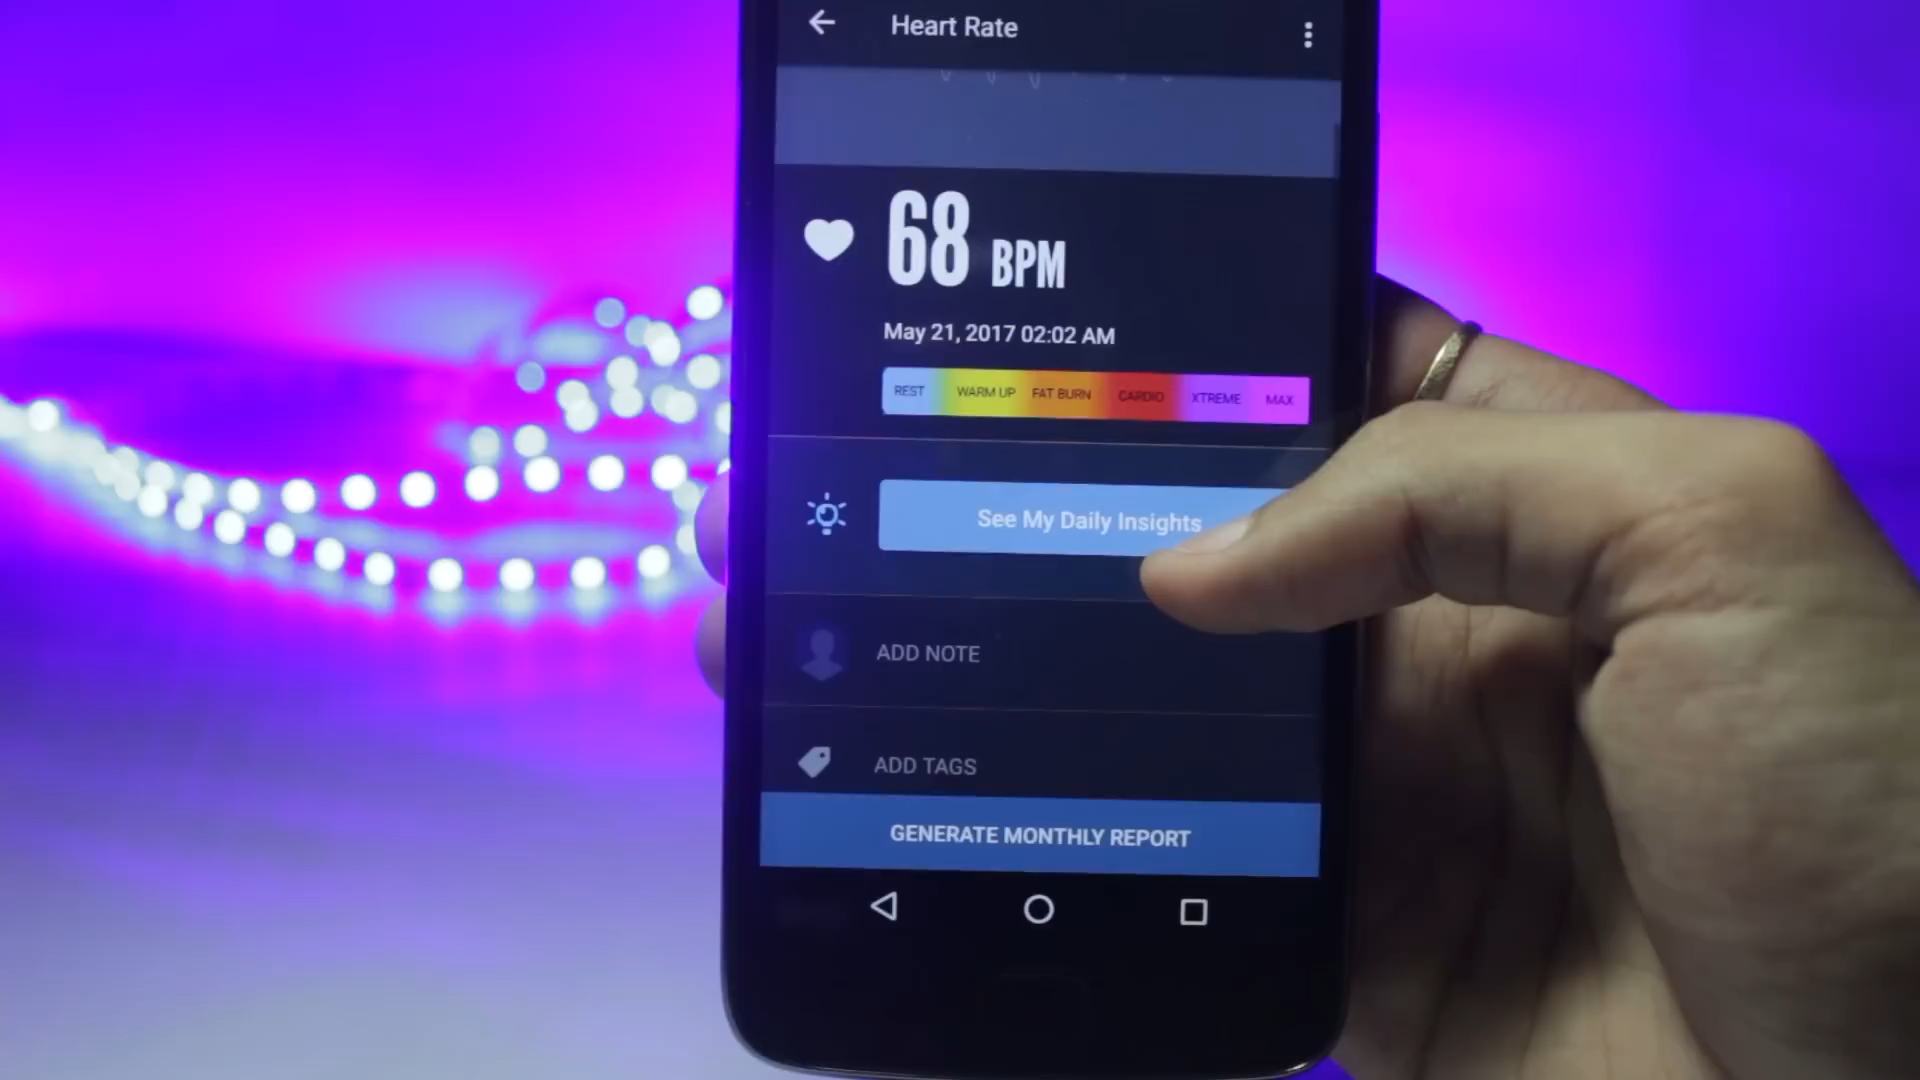 Heart Rate
68 BPM
May 21, 2017 02:02 AM
REST WARM UP FAT BURN CARDIO XTREME MAX
See My Daily Insights
ADD NOTE
ADD TAGS
GENERATE MONTHLY REPORT